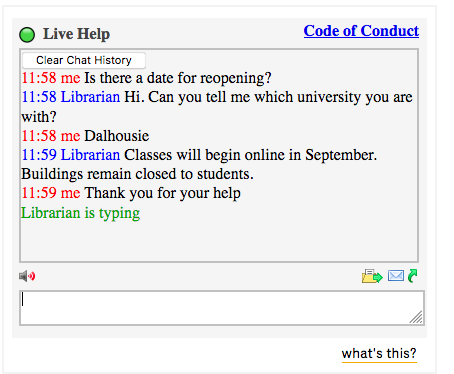 Live Help
Code of Conduct
Clear Chat History
11:58 me Is there a date for reopening?
11:58 Librarian Hi. Can you tell me which university you are
with?
11:58 me Dalhousie
11:59 Librarian Classes will begin online in September.
Buildings remain closed to students.
11:59 me Thank you for your help
Librarian is typing
what's this?